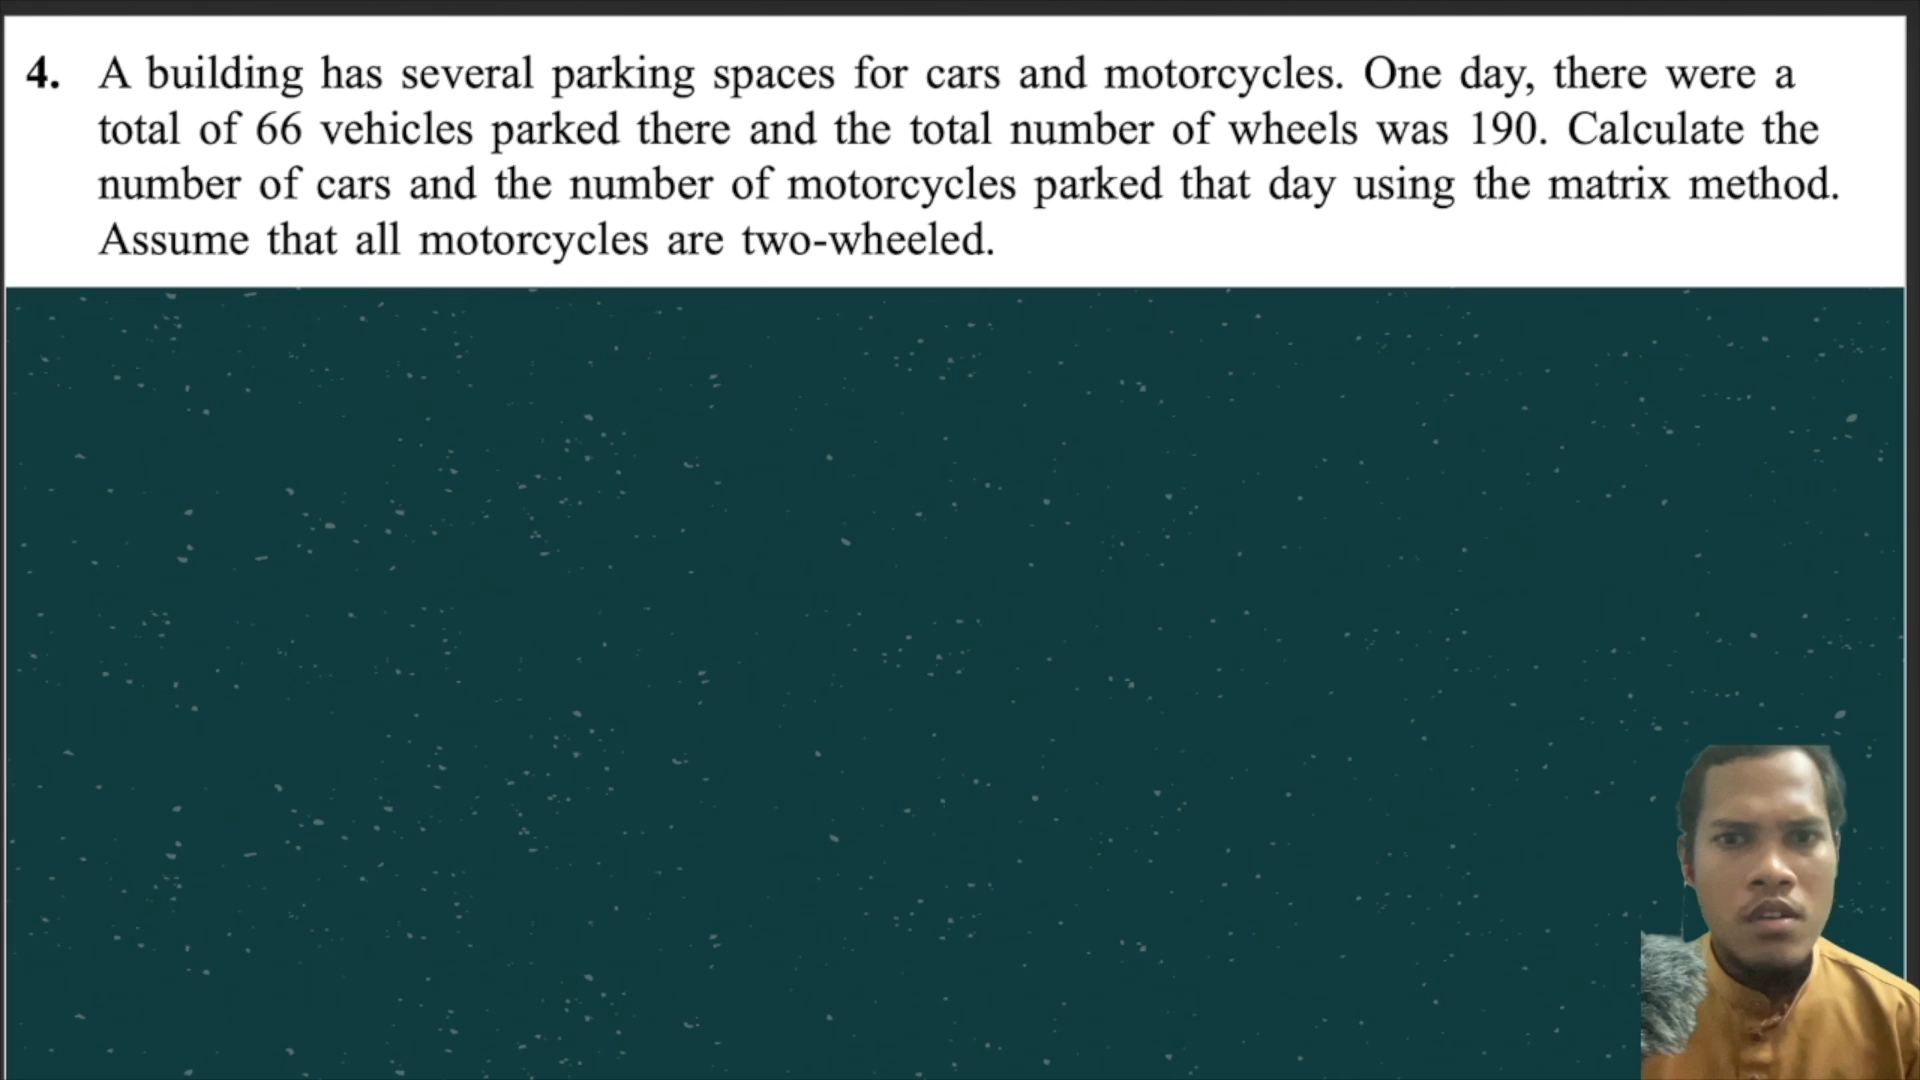 4. A building has several parking spaces for cars and motorcycles. One day, there were a
total of 66 vehicles parked there and the total number of wheels was 190. Calculate the
number of cars and the number of motorcycles parked that day using the matrix method.
Assume that all motorcycles are two-wheeled.